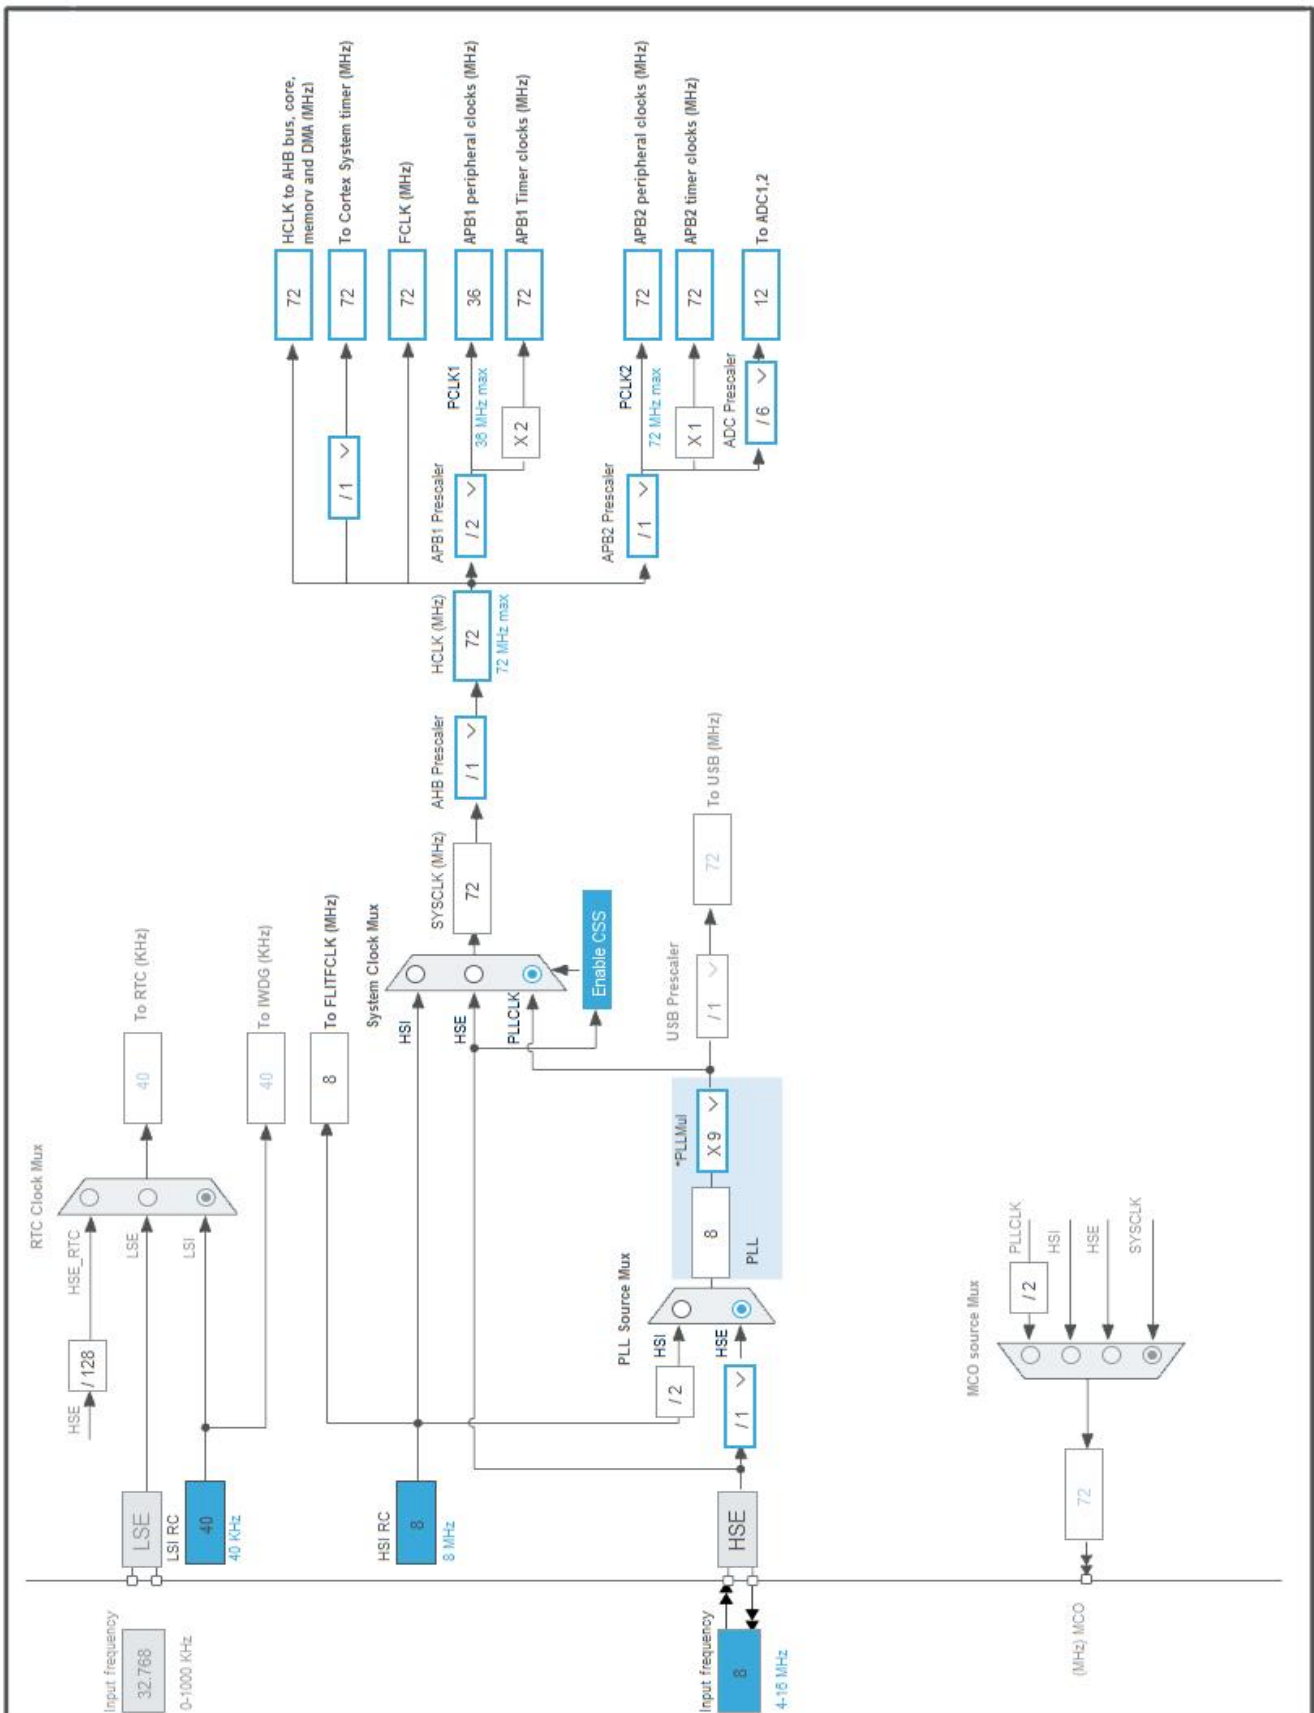 Input frequency
32.768
0-1000 KHz
LSE
LSI RC
40
40 KHz
HSE
/ 128
HSE_RTC
LSE
LSI
RTC Clock Mux
40
To RTC (KHz)
40
To IWDG (KHz)
8
To FLITFCLK (MHz)
HSI RC
8
8 MHz
Input frequency
8
4-16 MHz
HSE
/ 1
/ 2
HSI
HSE
PLL Source Mux
8
PLL
*PLLMul
X 9
USB Prescaler
/ 1
72
To USB (MHz)
System Clock Mux
HSI
HSE
PLLCLK
Enable CSS
SYSCLK (MHz)
72
AHB Prescaler
/ 1
HCLK (MHz)
72
72 MHz max
72
HCLK to AHB bus, core,
memory and DMA (MHz)
/ 1
72
To Cortex System timer (MHz)
72
FCLK (MHz)
APB1 Prescaler
/ 2
PCLK1
36 MHz max
36
APB1 peripheral clocks (MHz)
X 2
72
APB1 Timer clocks (MHz)
APB2 Prescaler
/ 1
PCLK2
72 MHz max
72
APB2 peripheral clocks (MHz)
X 1
72
APB2 timer clocks (MHz)
ADC Prescaler
/ 6
12
To ADC1,2
(MHz) MCO
72
MCO source Mux
/ 2
PLLCLK
HSI
HSE
SYSCLK